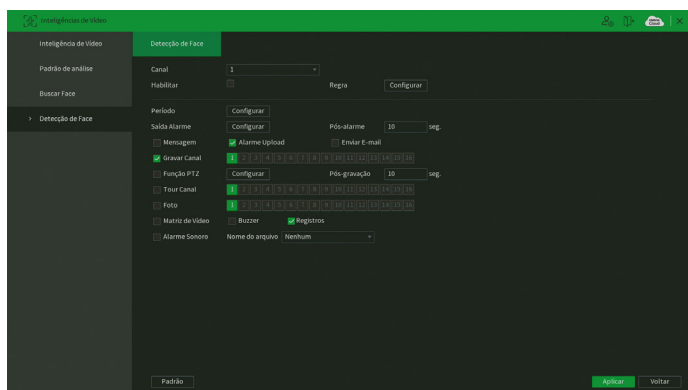 Inteligências de Vídeo
Inteligência de Vídeo
Padrão de análise
Buscar Face
> Detecção de Face
Detecção de Face
Canal 1
Habilitar Regra Configurar
Período Configurar
Saída Alarme Configurar Pós-alarme 10 seg.
Mensagem Alarme Upload Enviar E-mail
Gravar Canal 1 2 3 4 5 6 7 8 9 10 11 12 13 14 15 16
Função PTZ Configurar Pós-gravação 10 seg.
Tour Canal 1 2 3 4 5 6 7 8 9 10 11 12 13 14 15 16
Foto 1 2 3 4 5 6 7 8 9 10 11 12 13 14 15 16
Matriz de Vídeo Buzzer Registros
Alarme Sonoro Nome do arquivo Nenhum
Padrão Aplicar Voltar